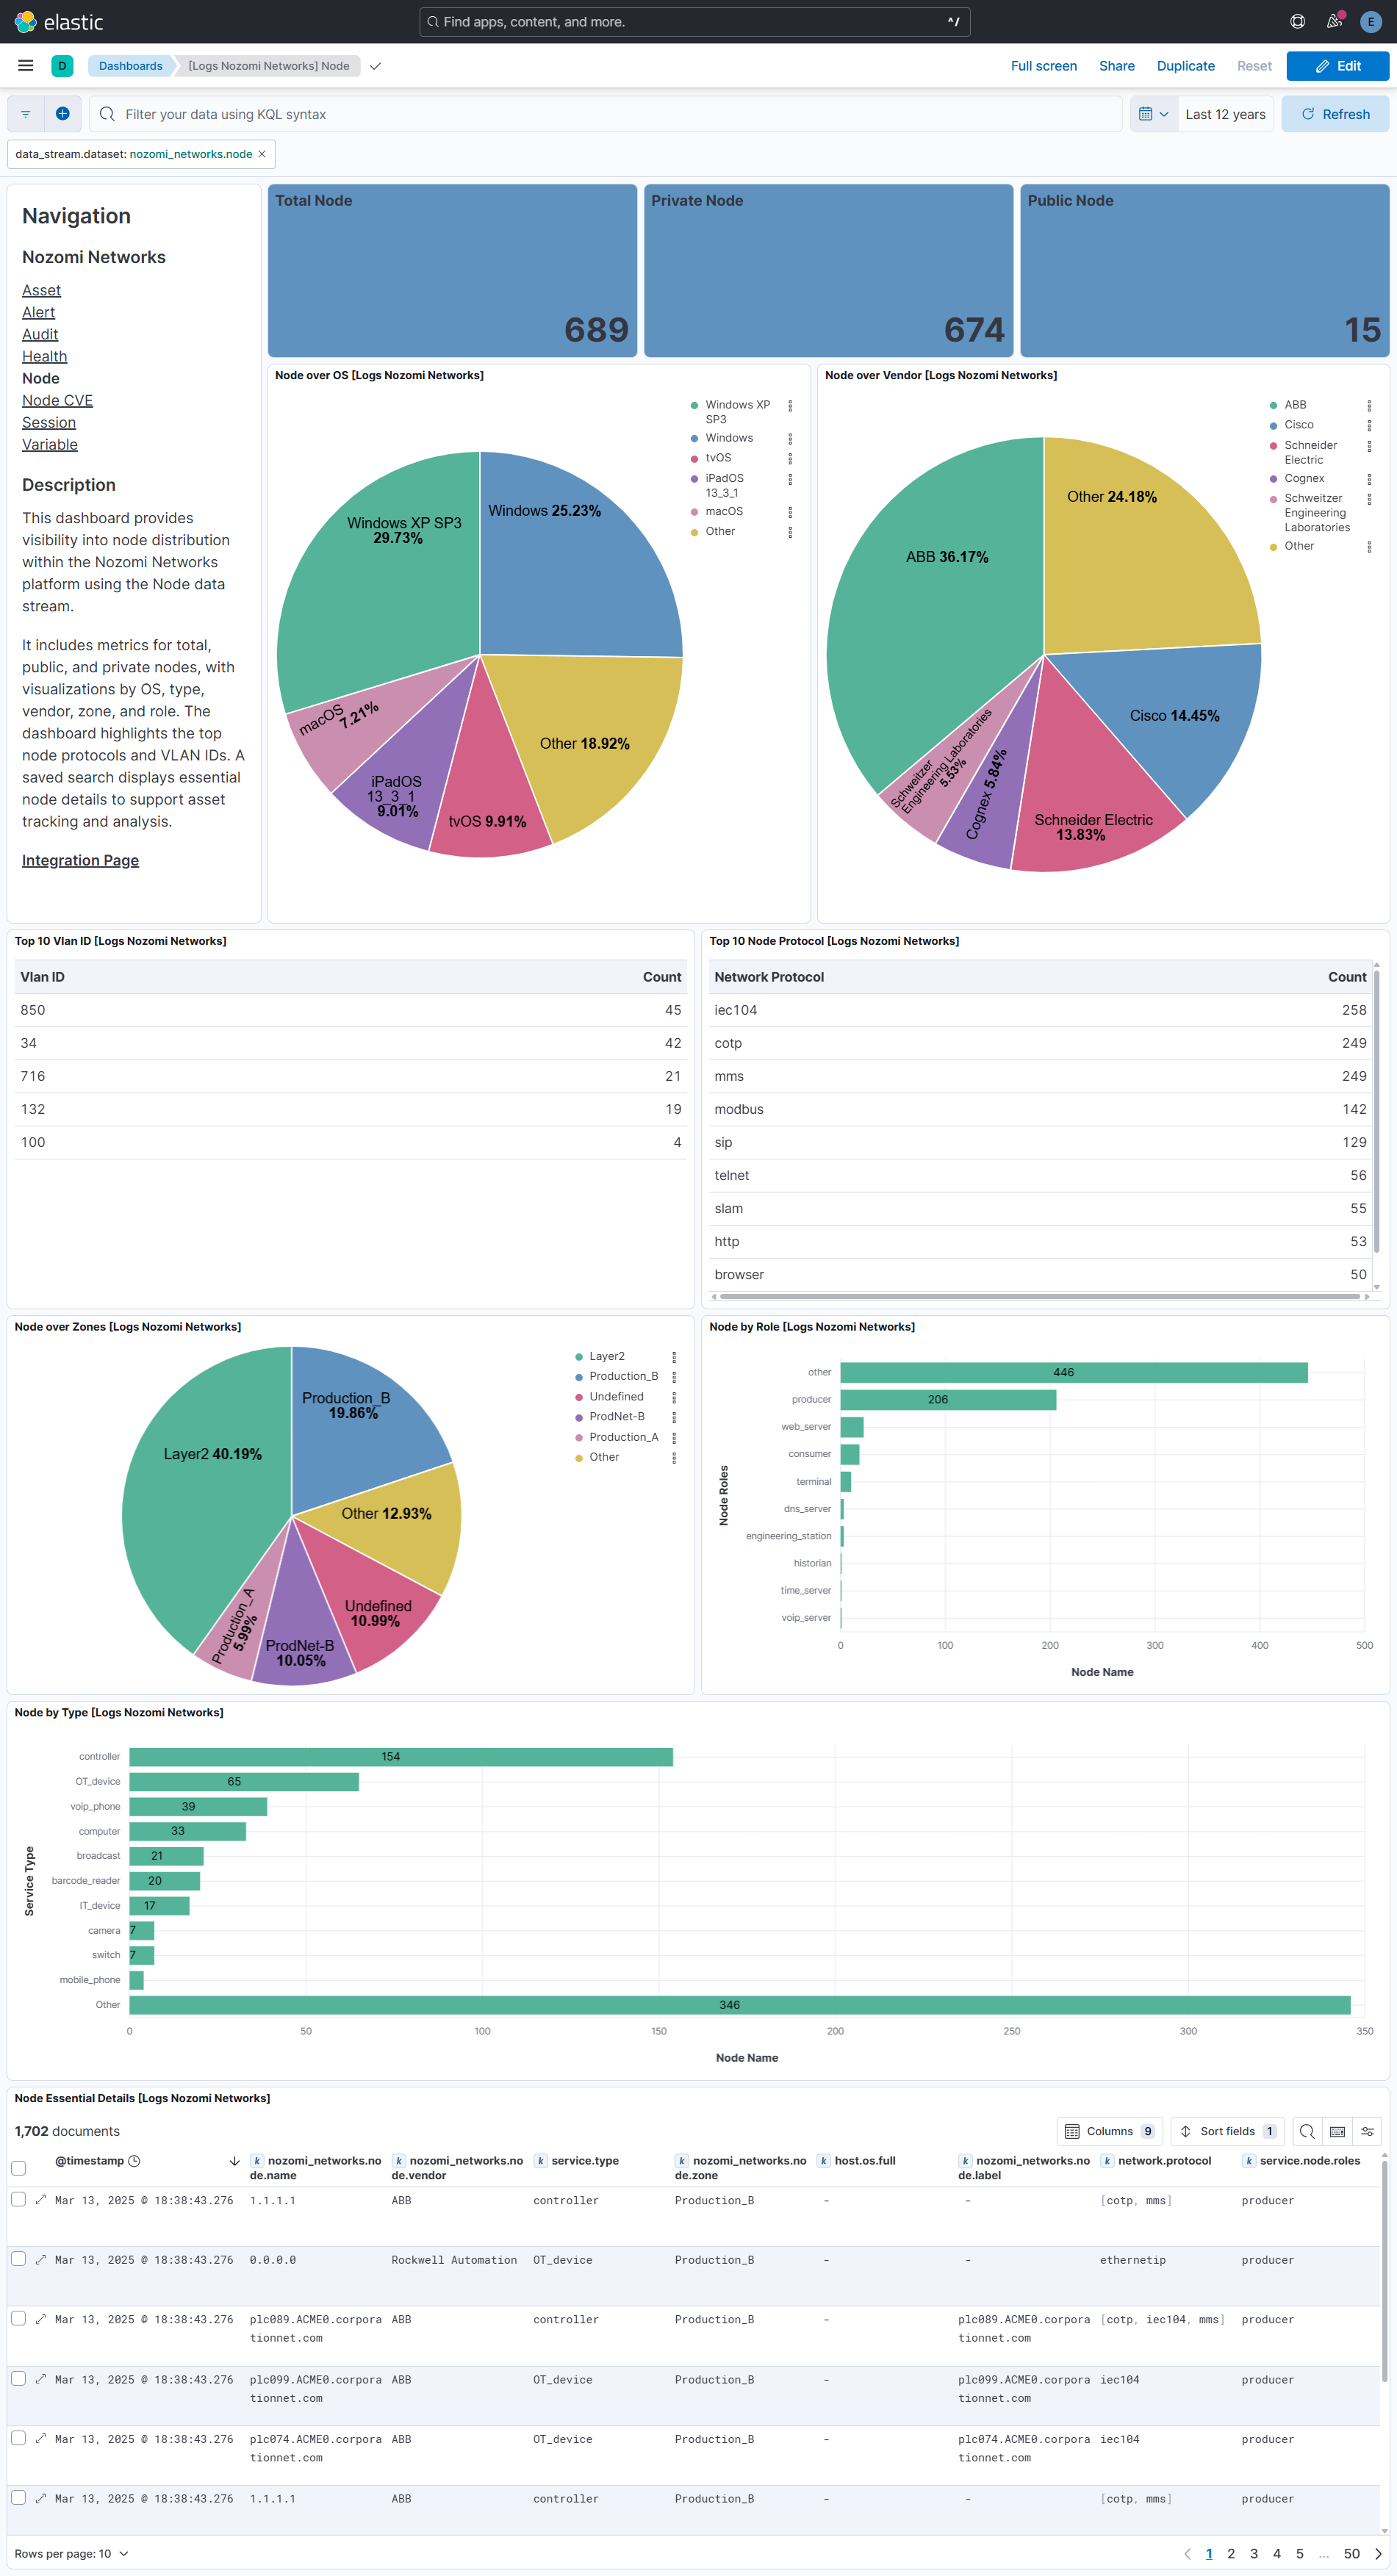 elastic
Find apps, content, and more.
^/
E
D
Dashboards
[Logs Nozomi Networks] Node
Full screen
Share
Duplicate
Reset
Edit
Filter your data using KQL syntax
Last 12 years
Refresh
data_stream.dataset: nozomi_networks.node ×
Navigation
Nozomi Networks
Asset
Alert
Audit
Health
Node
Node CVE
Session
Variable
Description
This dashboard provides
visibility into node distribution
within the Nozomi Networks
platform using the Node data
stream.
It includes metrics for total,
public, and private nodes, with
visualizations by OS, type,
vendor, zone, and role. The
dashboard highlights the top
node protocols and VLAN IDs. A
saved search displays essential
node details to support asset
tracking and analysis.
Integration Page
Total Node
689
Private Node
674
Public Node
15
Node over OS [Logs Nozomi Networks]
Windows XP SP3
29.73%
Windows 25.23%
macOS
7.21%
iPadOS
13_3_1
9.01%
tvOS 9.91%
Other 18.92%
Windows XP
SP3
Windows
tvOS
iPadOS
13_3_1
macOS
Other
Node over Vendor [Logs Nozomi Networks]
Other 24.18%
ABB 36.17%
Cisco 14.45%
Schweitzer
Engineering Laboratories
5.53%
Cognex 5.84%
Schneider Electric
13.83%
ABB
Cisco
Schneider
Electric
Cognex
Schweitzer
Engineering
Laboratories
Other
Top 10 Vlan ID [Logs Nozomi Networks]
Vlan ID Count
850 45
34 42
716 21
132 19
100 4
Top 10 Node Protocol [Logs Nozomi Networks]
Network Protocol Count
iec104 258
cotp 249
mms 249
modbus 142
sip 129
telnet 56
slam 55
http 53
browser 50
Node over Zones [Logs Nozomi Networks]
Production_B
19.86%
Layer2 40.19%
Other 12.93%
Undefined
10.99%
Production_A
5.99%
ProdNet-B
10.05%
Layer2
Production_B
Undefined
ProdNet-B
Production_A
Other
Node by Role [Logs Nozomi Networks]
Node Roles
other 446
producer 206
web_server
consumer
terminal
dns_server
engineering_station
historian
time_server
voip_server
0 100 200 300 400 500
Node Name
Node by Type [Logs Nozomi Networks]
Service Type
controller 154
OT_device 65
voip_phone 39
computer 33
broadcast 21
barcode_reader 20
IT_device 17
camera 7
switch 7
mobile_phone
Other 346
0 50 100 150 200 250 300 350
Node Name
Node Essential Details [Logs Nozomi Networks]
1,702 documents
Columns 9
Sort fields 1
@timestamp k nozomi_networks.no k nozomi_networks.no k service.type k nozomi_networks.no k host.os.full k nozomi_networks.no k network.protocol k service.node.roles
de.name de.vendor de.zone de.label
Mar 13, 2025 @ 18:38:43.276 1.1.1.1 ABB controller Production_B - - [cotp, mms] producer
Mar 13, 2025 @ 18:38:43.276 0.0.0.0 Rockwell Automation OT_device Production_B - - ethernetip producer
Mar 13, 2025 @ 18:38:43.276 plc089.ACME0.corpora ABB controller Production_B - plc089.ACME0.corpora [cotp, iec104, mms] producer
tionnet.com tionnet.com
Mar 13, 2025 @ 18:38:43.276 plc099.ACME0.corpora ABB OT_device Production_B - plc099.ACME0.corpora iec104 producer
tionnet.com tionnet.com
Mar 13, 2025 @ 18:38:43.276 plc074.ACME0.corpora ABB OT_device Production_B - plc074.ACME0.corpora iec104 producer
tionnet.com tionnet.com
Mar 13, 2025 @ 18:38:43.276 1.1.1.1 ABB controller Production_B - - [cotp, mms] producer
Rows per page: 10
1 2 3 4 5 … 50